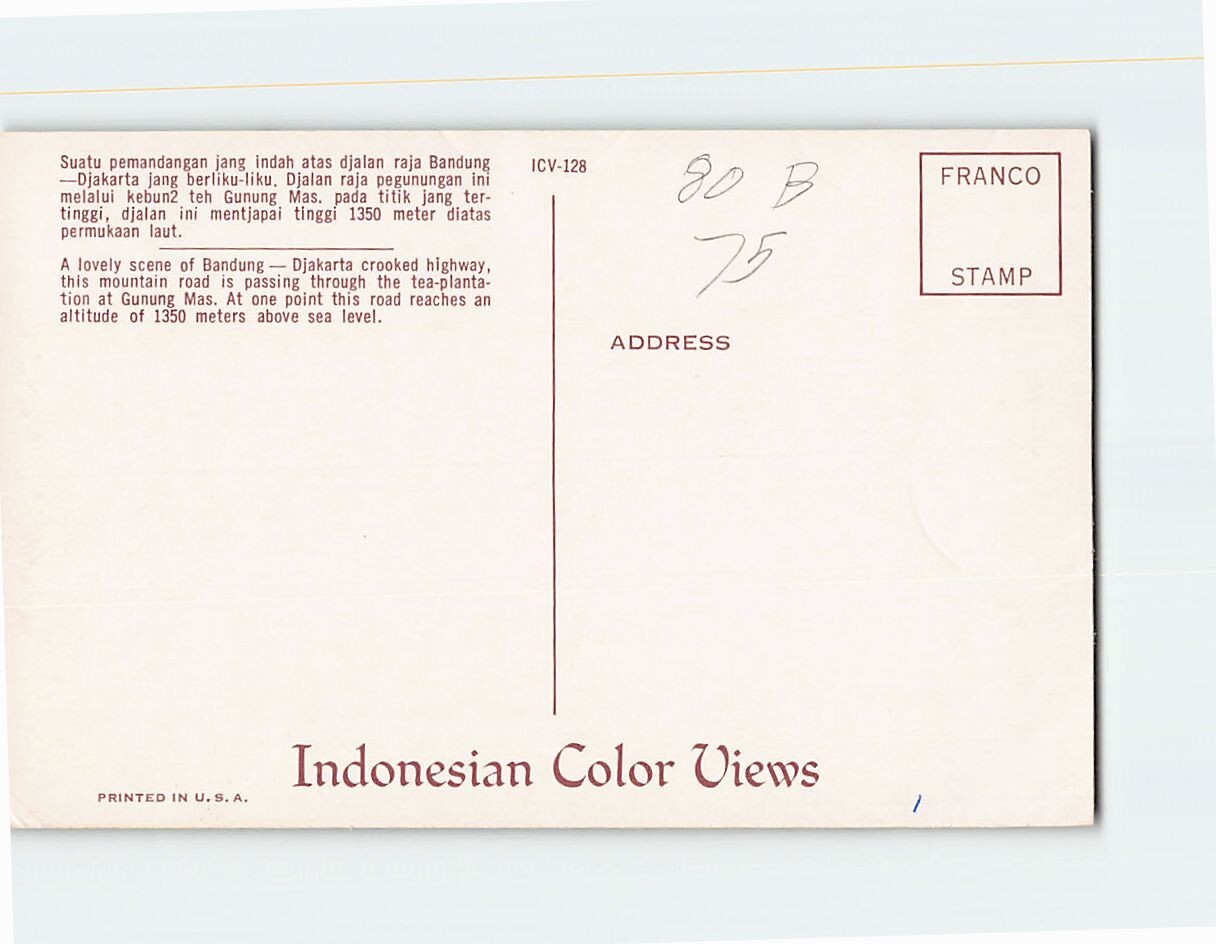 Suatu pemandangan jang indah atas djalan raja Bandung
—Djakarta jang berliku-liku. Djalan raja pegunungan ini
melalui kebun2 teh Gunung Mas. pada titik jang ter-
tinggi, djalan ini mentjapai tinggi 1350 meter diatas
permukaan laut.
A lovely scene of Bandung — Djakarta crooked highway,
this mountain road is passing through the tea-planta-
tion at Gunung Mas. At one point this road reaches an
altitude of 1350 meters above sea level.
ICV-128
80 B
75
FRANCO
STAMP
ADDRESS
Indonesian Color Views
PRINTED IN U.S.A.